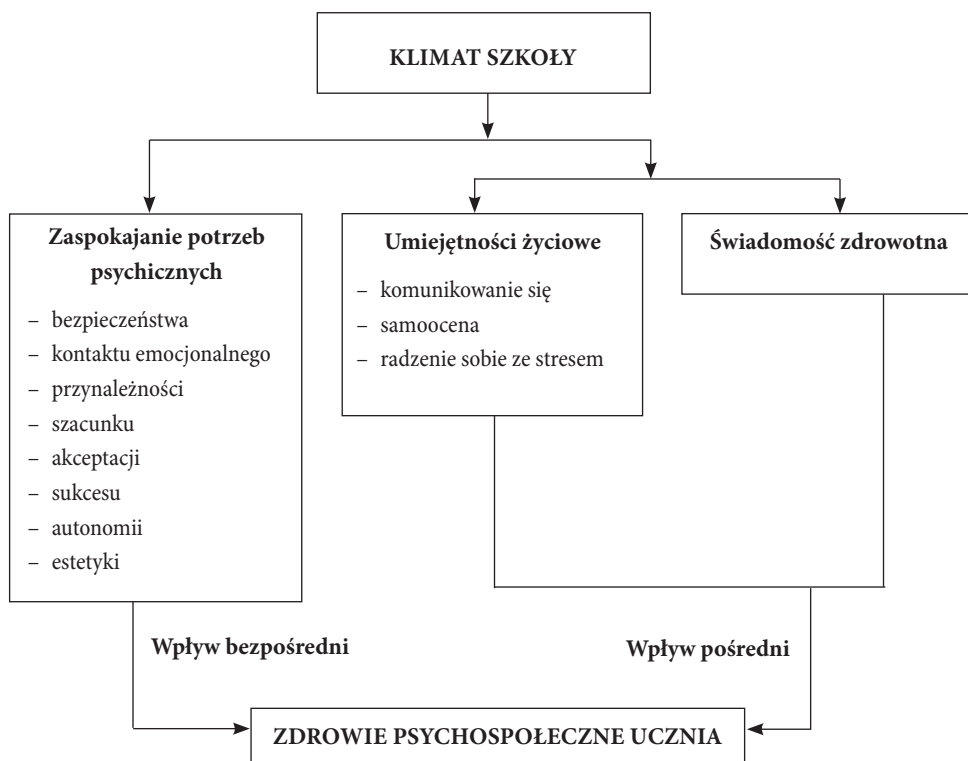 KLIMAT SZKOŁY
Zaspokajanie potrzeb
psychicznych
– bezpieczeństwa
– kontaktu emocjonalnego
– przynależności
– szacunku
– akceptacji
– sukcesu
– autonomii
– estetyki
Umiejętności życiowe
– komunikowanie się
– samoocena
– radzenie sobie ze stresem
Świadomość zdrowotna
Wpływ bezpośredni
Wpływ pośredni
ZDROWIE PSYCHOSPOŁECZNE UCZNIA